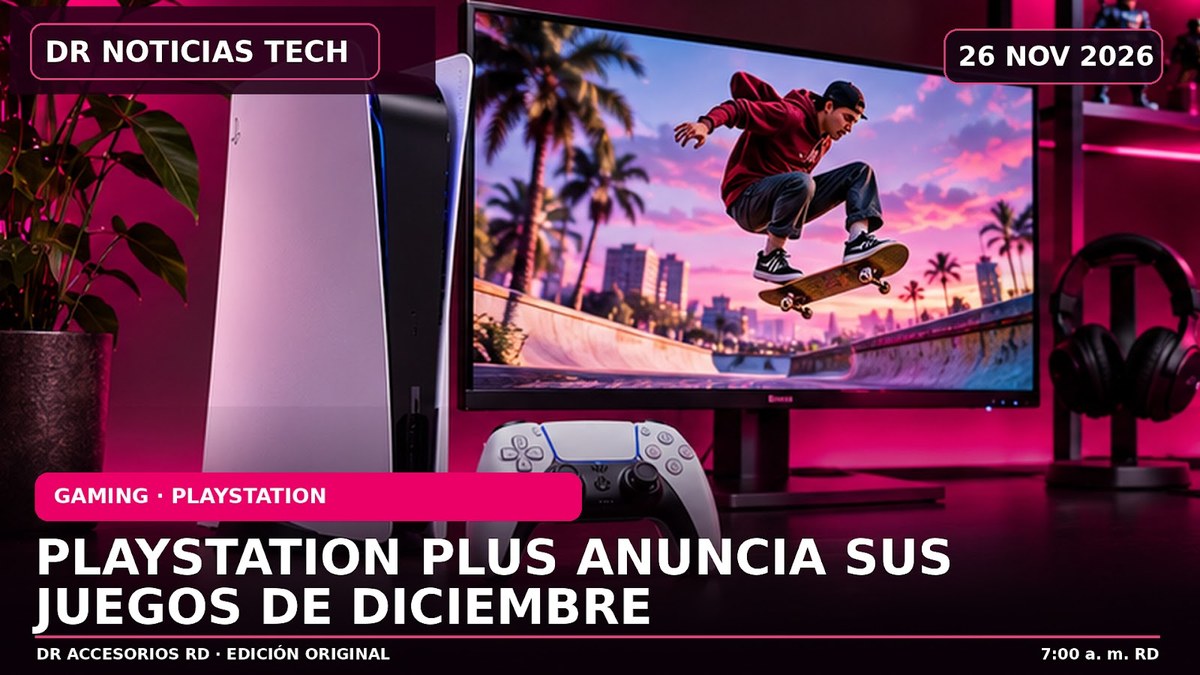 DR NOTICIAS TECH
26 NOV 2026
GAMING · PLAYSTATION
PLAYSTATION PLUS ANUNCIA SUS
JUEGOS DE DICIEMBRE
DR ACCESORIOS RD · EDICIÓN ORIGINAL
7:00 a. m. RD